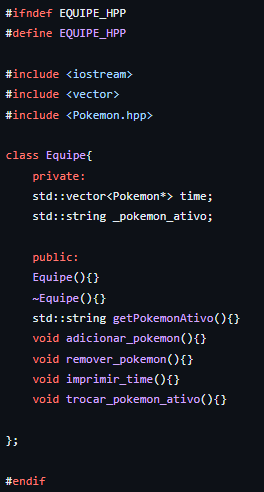 #ifndef EQUIPE_HPP
#define EQUIPE_HPP
#include <iostream>
#include <vector>
#include <Pokemon.hpp>
class Equipe{
private:
std::vector<Pokemon*> time;
std::string _pokemon_ativo;
public:
Equipe(){}
~Equipe(){}
std::string getPokemonAtivo(){}
void adicionar_pokemon(){}
void remover_pokemon(){}
void imprimir_time(){}
void trocar_pokemon_ativo(){}
};
#endif